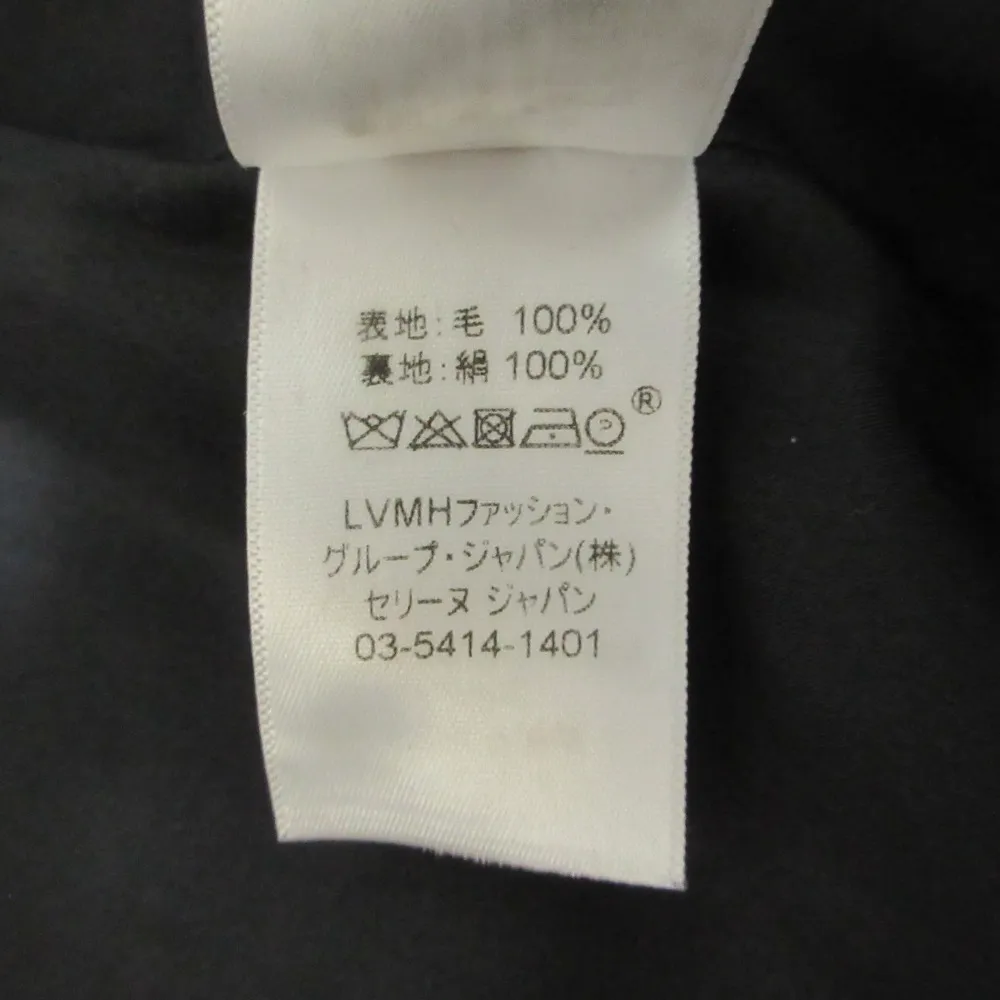 表地:毛 100%
裏地:絹 100%
P ®
LVMHファッション・
グループ・ジャパン(株)
セリーヌ ジャパン
03-5414-1401